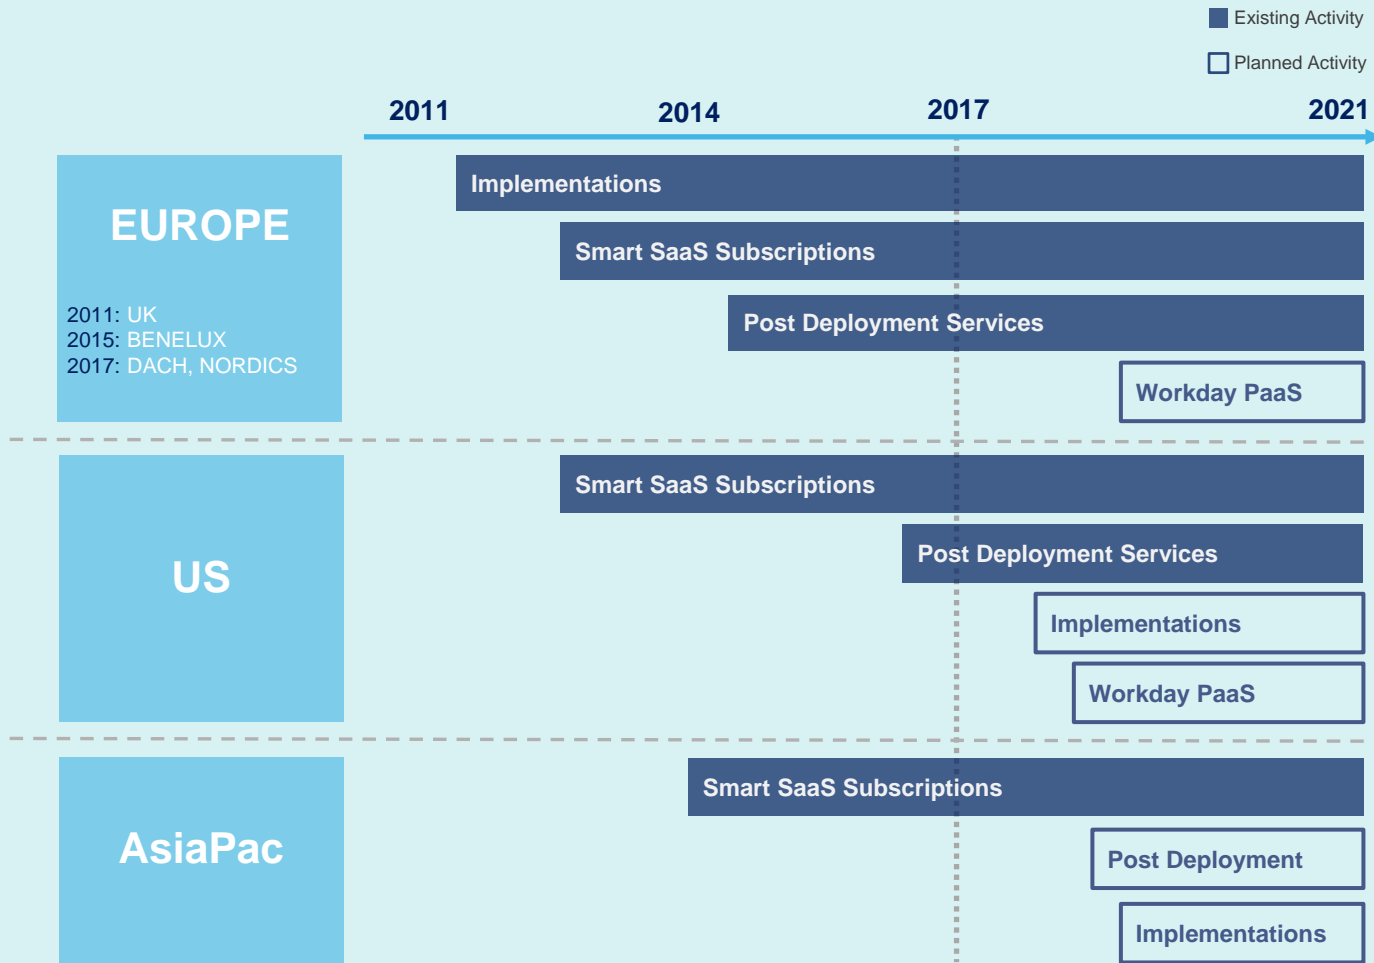 Existing Activity
Planned Activity
2011 2014 2017 2021
EUROPE
2011: UK
2015: BENELUX
2017: DACH, NORDICS
Implementations
Smart SaaS Subscriptions
Post Deployment Services
Workday PaaS
US
Smart SaaS Subscriptions
Post Deployment Services
Implementations
Workday PaaS
AsiaPac
Smart SaaS Subscriptions
Post Deployment
Implementations